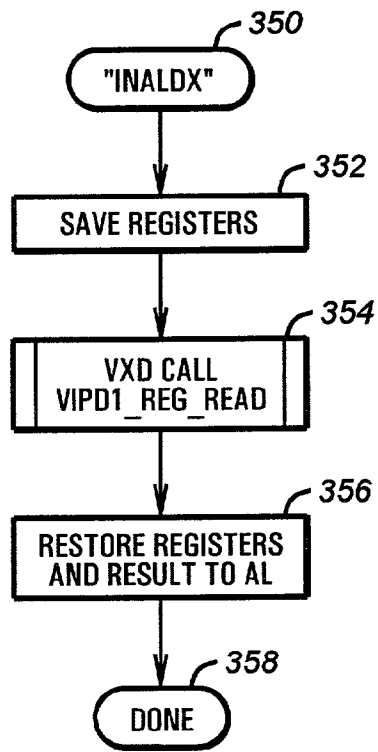 350
"INALDX"
352
SAVE REGISTERS
354
VXD CALL
VIPD1_REG_READ
356
RESTORE REGISTERS
AND RESULT TO AL
358
DONE